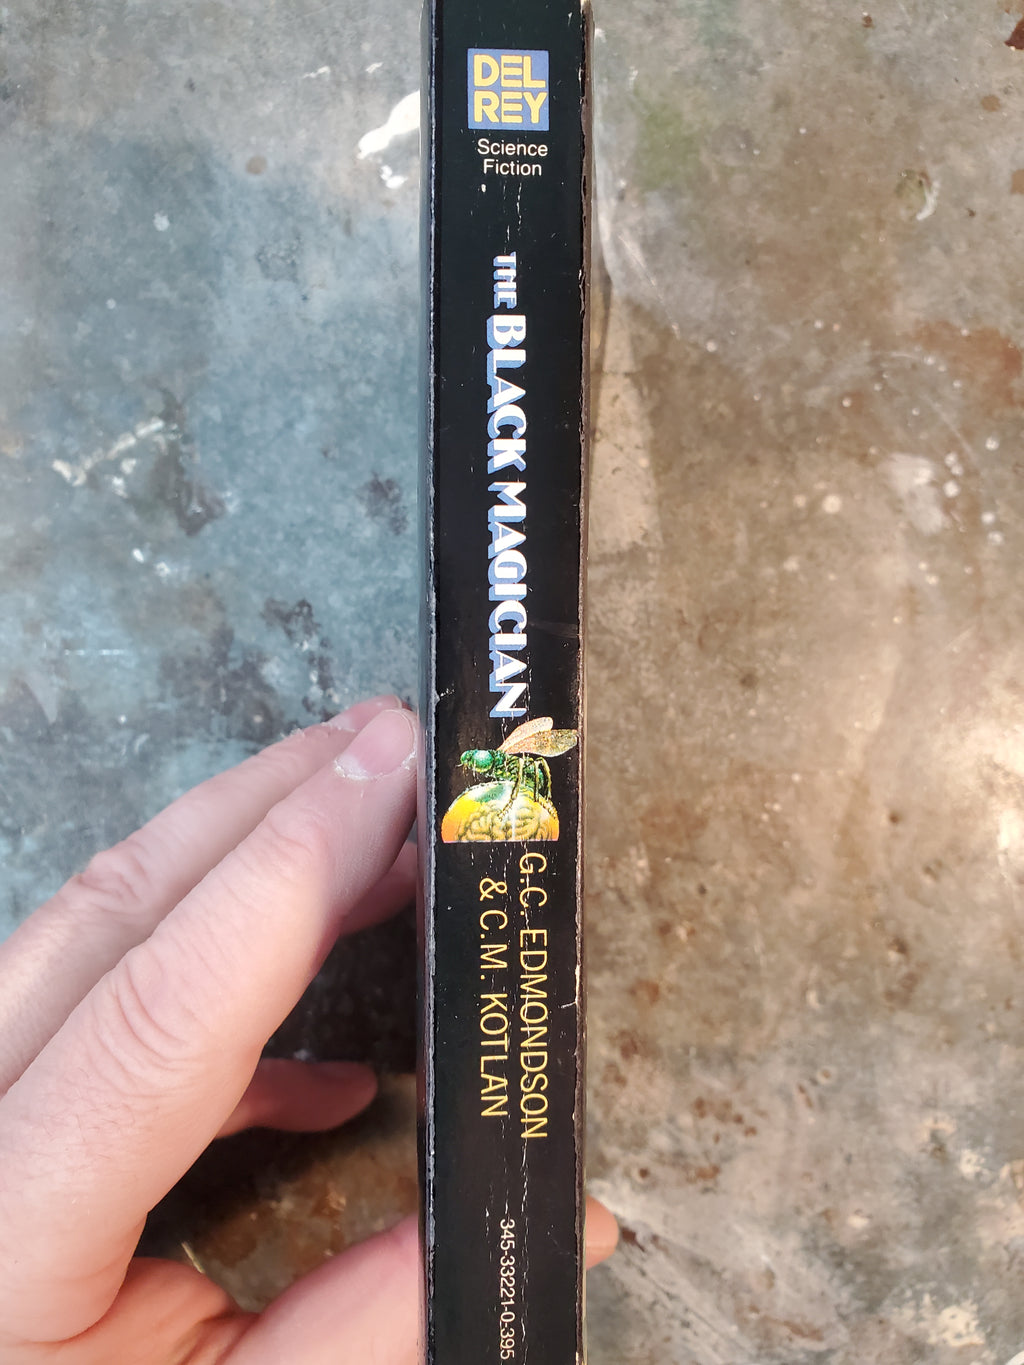 DEL
REY
Science
Fiction
THE BLACK MAGICIAN
G.C. EDMONDSON
& C.M. KOTLAN
345-33221-0-395